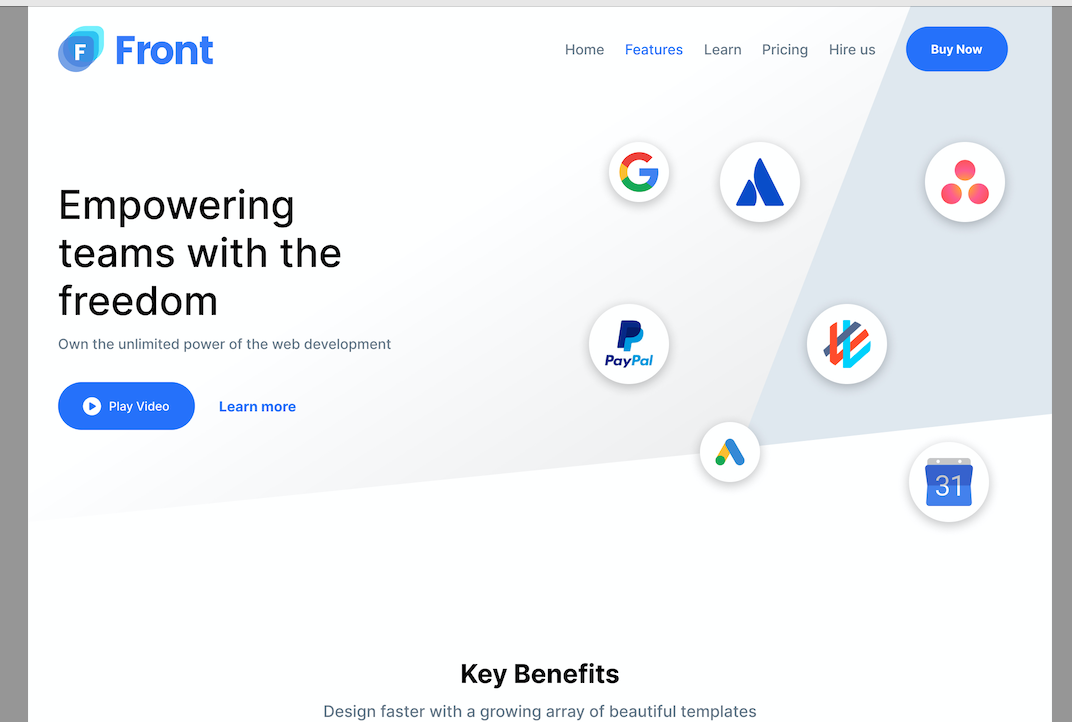 F Front
Home Features Learn Pricing Hire us Buy Now
Empowering
teams with the
freedom
Own the unlimited power of the web development
Play Video Learn more
PayPal
31
Key Benefits
Design faster with a growing array of beautiful templates